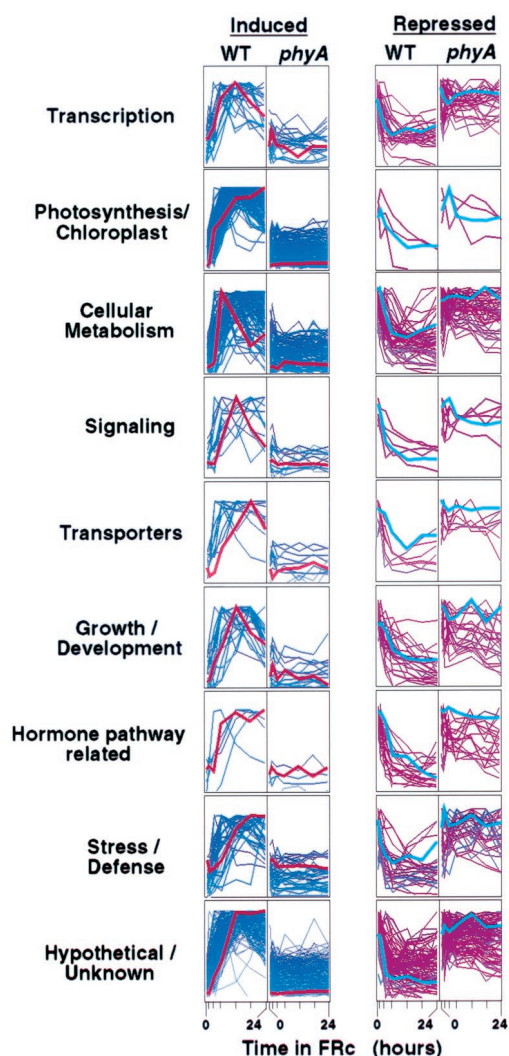 Induced Repressed
WT phyA WT phyA
Transcription
Photosynthesis/
Chloroplast
Cellular
Metabolism
Signaling
Transporters
Growth /
Development
Hormone pathway
related
Stress /
Defense
Hypothetical /
Unknown
0 24 0 24 0 24 0 24
Time in FRc (hours)